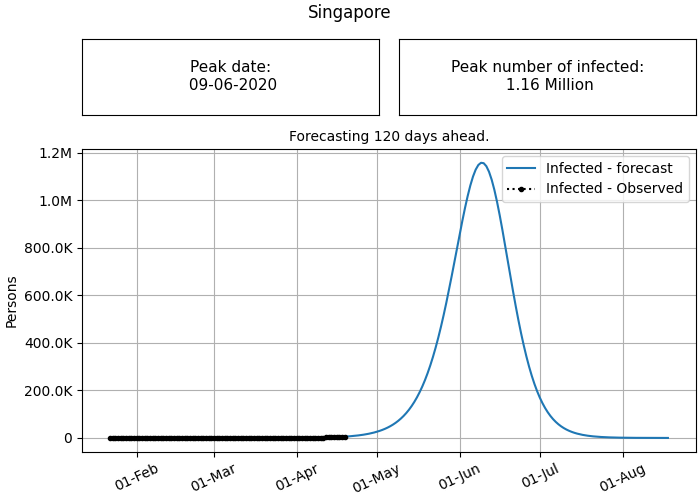 Singapore
Peak date:
09-06-2020
Peak number of infected:
1.16 Million
Forecasting 120 days ahead.
Infected - forecast
Infected - Observed
1.2M
1.0M
800.0K
600.0K
400.0K
200.0K
0
Persons
01-Feb
01-Mar
01-Apr
01-May
01-Jun
01-Jul
01-Aug